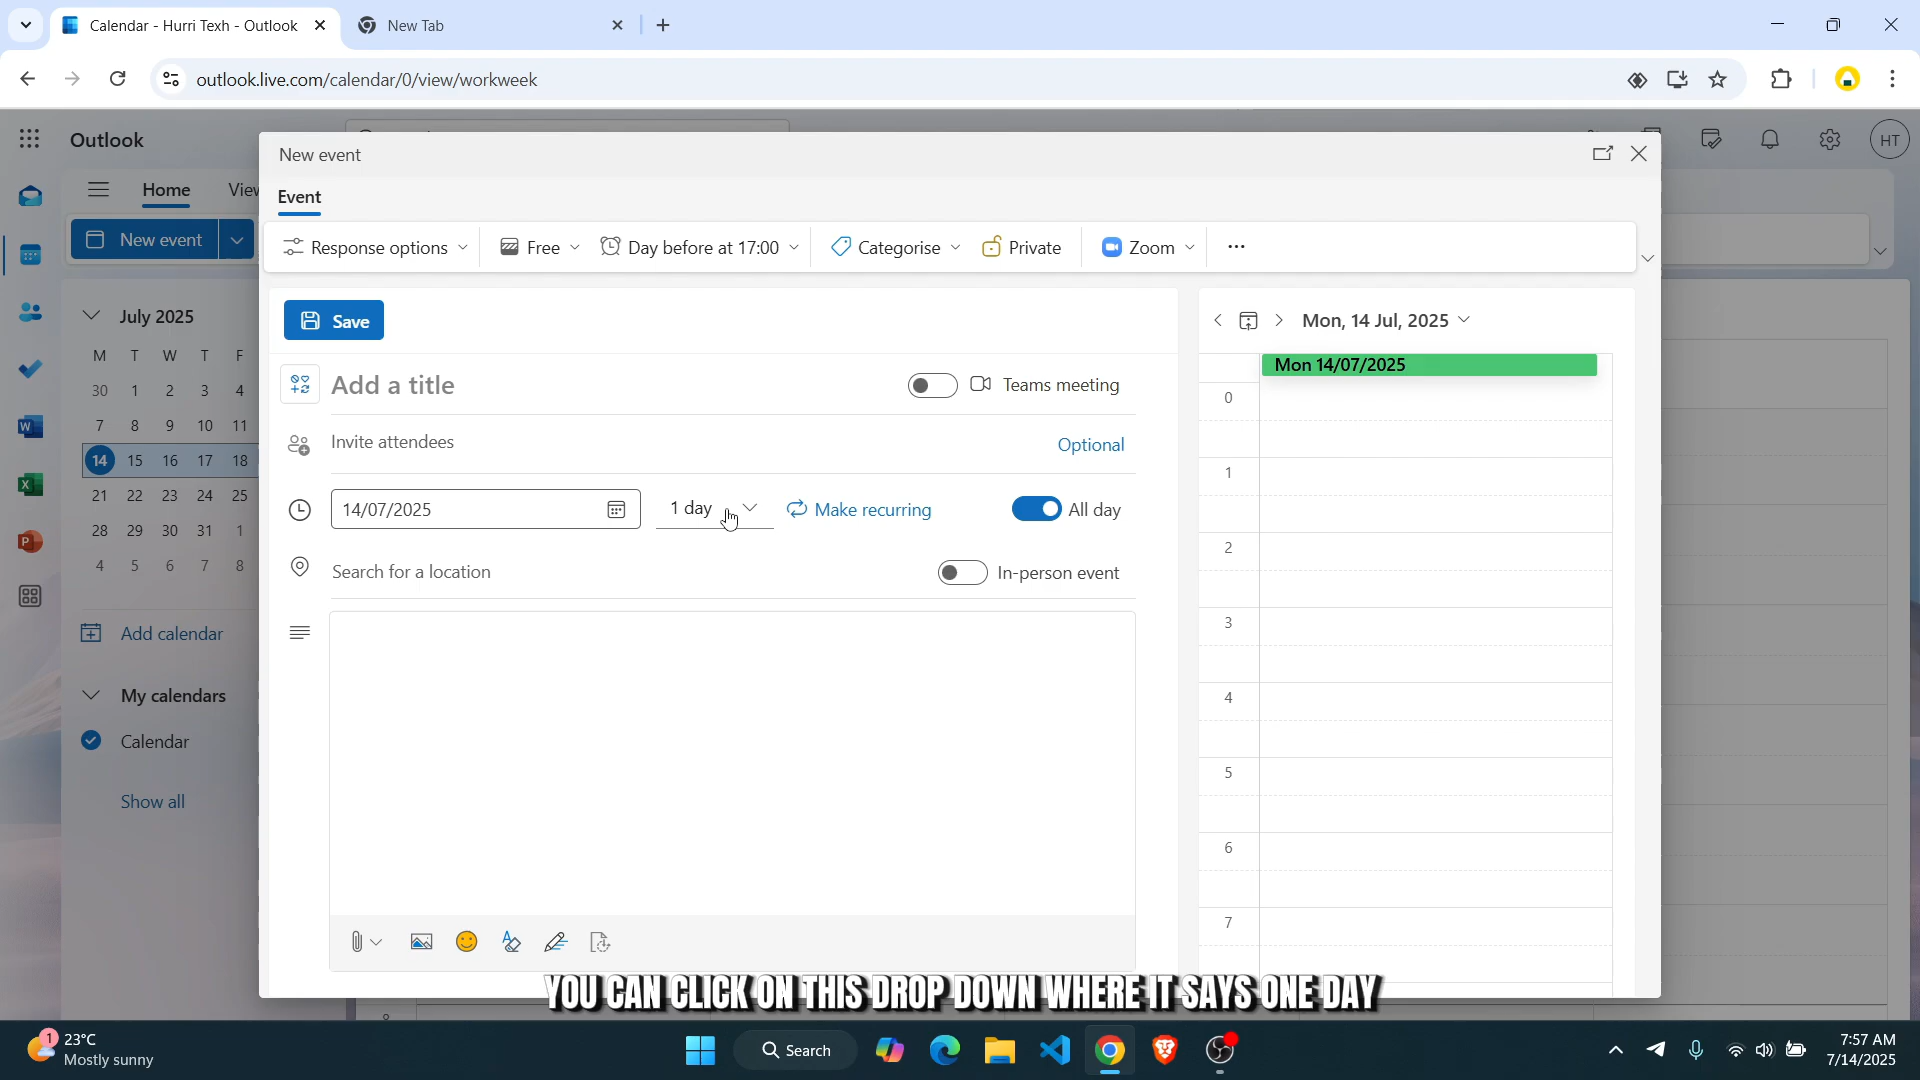 Calendar - Hurri Texh - Outlook
New Tab
outlook.live.com/calendar/0/view/workweek
Outlook
HT
Home
View
New event
July 2025
M T W T F
30 1 2 3 4
7 8 9 10 11
14 15 16 17 18
21 22 23 24 25
28 29 30 31 1
4 5 6 7 8
Add calendar
My calendars
Calendar
Show all
New event
Event
Response options
Free
Day before at 17:00
Categorise
Private
Zoom
Save
Add a title
Teams meeting
Invite attendees
Optional
14/07/2025
1 day
Make recurring
All day
Search for a location
In-person event
Mon, 14 Jul, 2025
Mon 14/07/2025
0
1
2
3
4
5
6
7
YOU CAN CLICK ON THIS DROP DOWN WHERE IT SAYS ONE DAY
1
23°C
Mostly sunny
Search
7:57 AM
7/14/2025